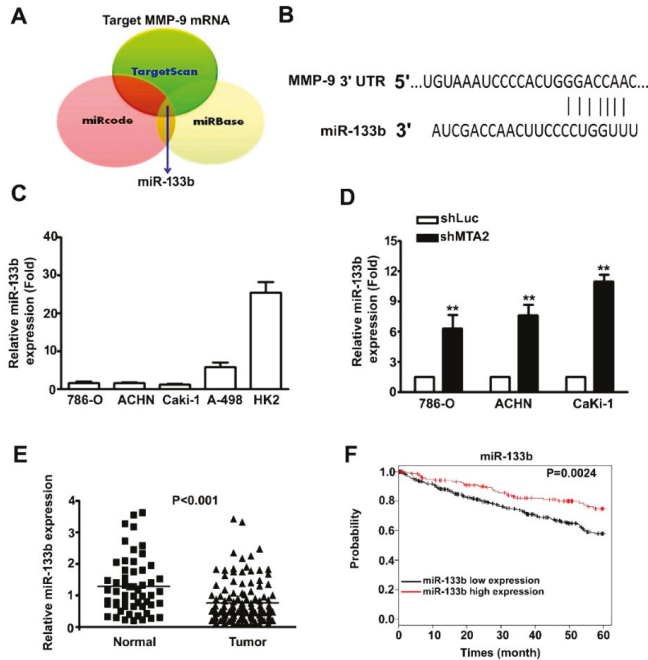 A
Target MMP-9 mRNA
TargetScan
miRcode
miRBase
miR-133b
B
MMP-9 3' UTR 5'...UGUAAAUCCCCACUGGGACCAAC...
miR-133b 3' AUCGACCAACUUCCCCUGGUUU
C
Relative miR-133b
expression (Fold)
40
30
20
10
0
786-O ACHN Caki-1 A-498 HK2
D
shLuc
shMTA2
Relative miR-133b
expression (Fold)
15
12
9
6
3
0
** ** **
786-O ACHN CaKi-1
E
P<0.001
Relative miR-133b expression
4
3
2
1
0
Normal Tumor
F
miR-133b
P=0.0024
Probability
1.0
0.8
0.6
0.4
0.2
0.0
miR-133b low expression
miR-133b high expression
0 10 20 30 40 50 60
Times (month)